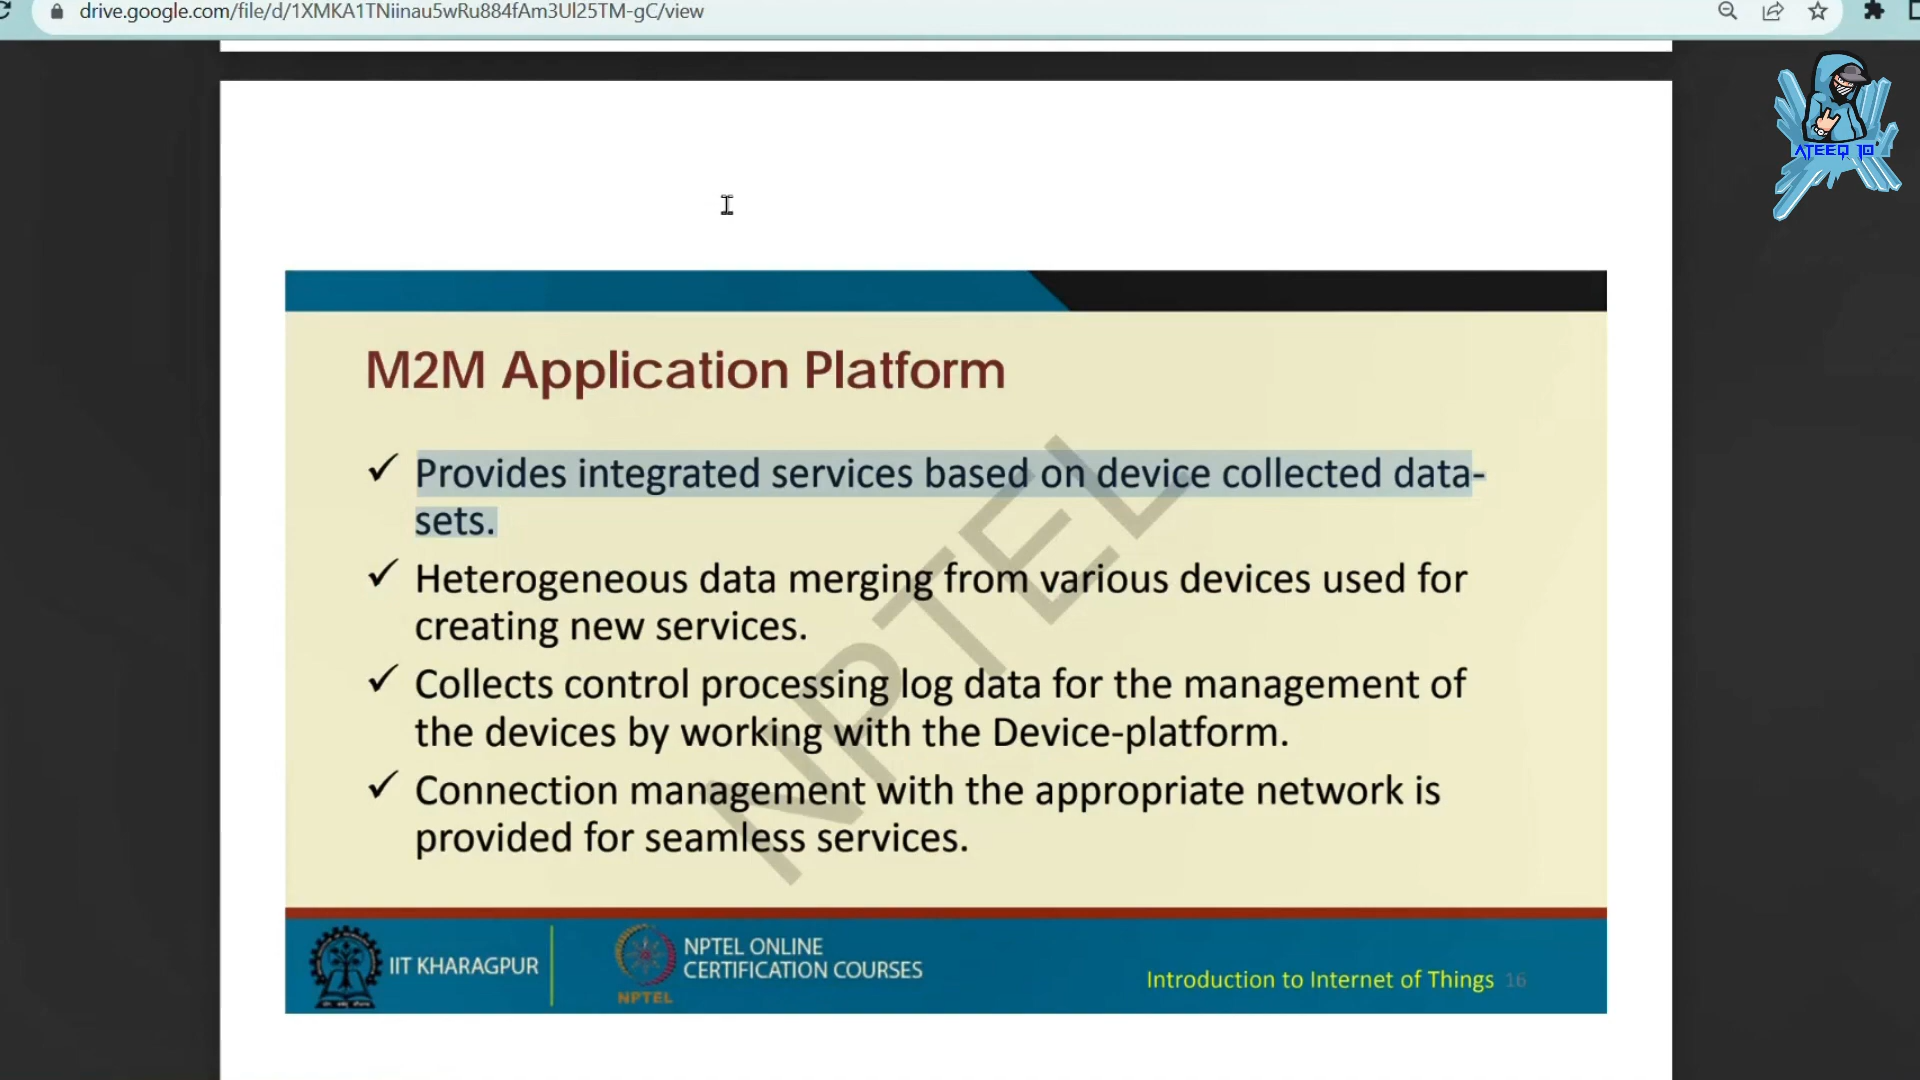 drive.google.com/file/d/1XMKA1TNiinau5wRu884fAm3Ul25TM-gC/view
ATEEQ 10
M2M Application Platform
✓ Provides integrated services based on device collected data-
sets.
✓ Heterogeneous data merging from various devices used for
creating new services.
✓ Collects control processing log data for the management of
the devices by working with the Device-platform.
✓ Connection management with the appropriate network is
provided for seamless services.
NPTEL
IIT KHARAGPUR
NPTEL
NPTEL ONLINE
CERTIFICATION COURSES
Introduction to Internet of Things 16